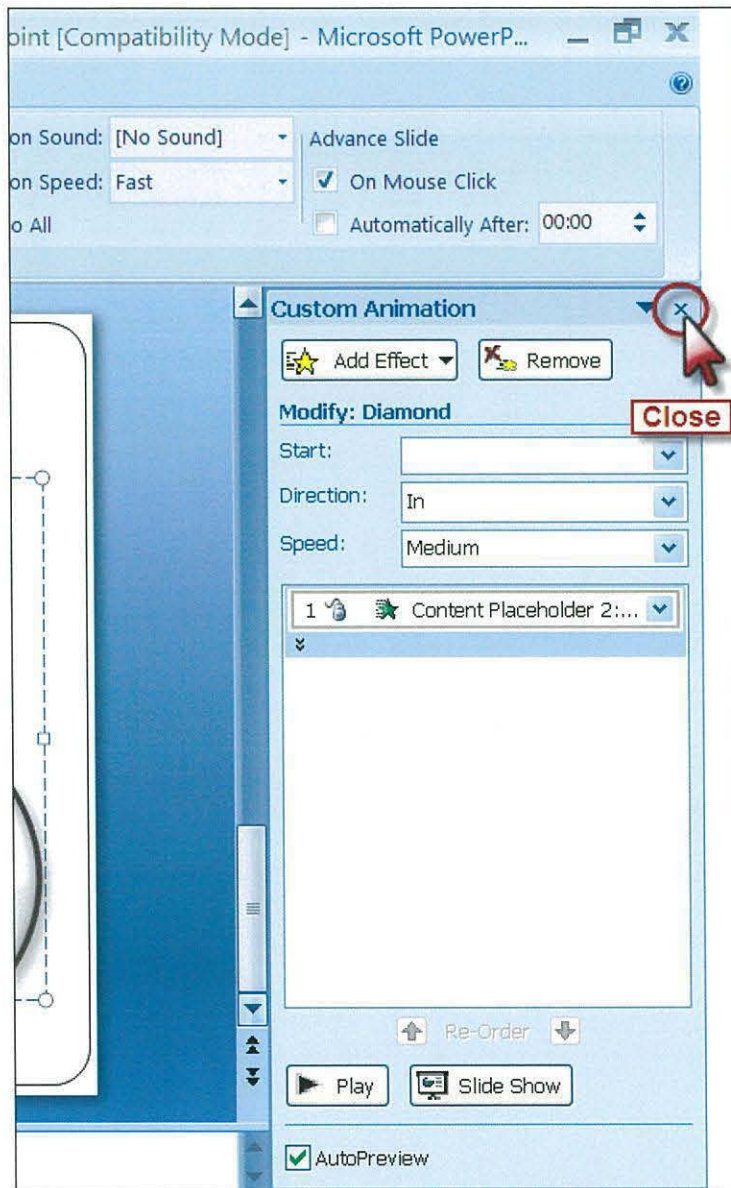 oint [Compatibility Mode] - Microsoft PowerP...
on Sound: [No Sound]
Advance Slide
on Speed: Fast
On Mouse Click
o All
Automatically After: 00:00
Custom Animation
Add Effect
Remove
Modify: Diamond
Close
Start:
Direction: In
Speed: Medium
1 Content Placeholder 2:...
Re-Order
Play
Slide Show
AutoPreview